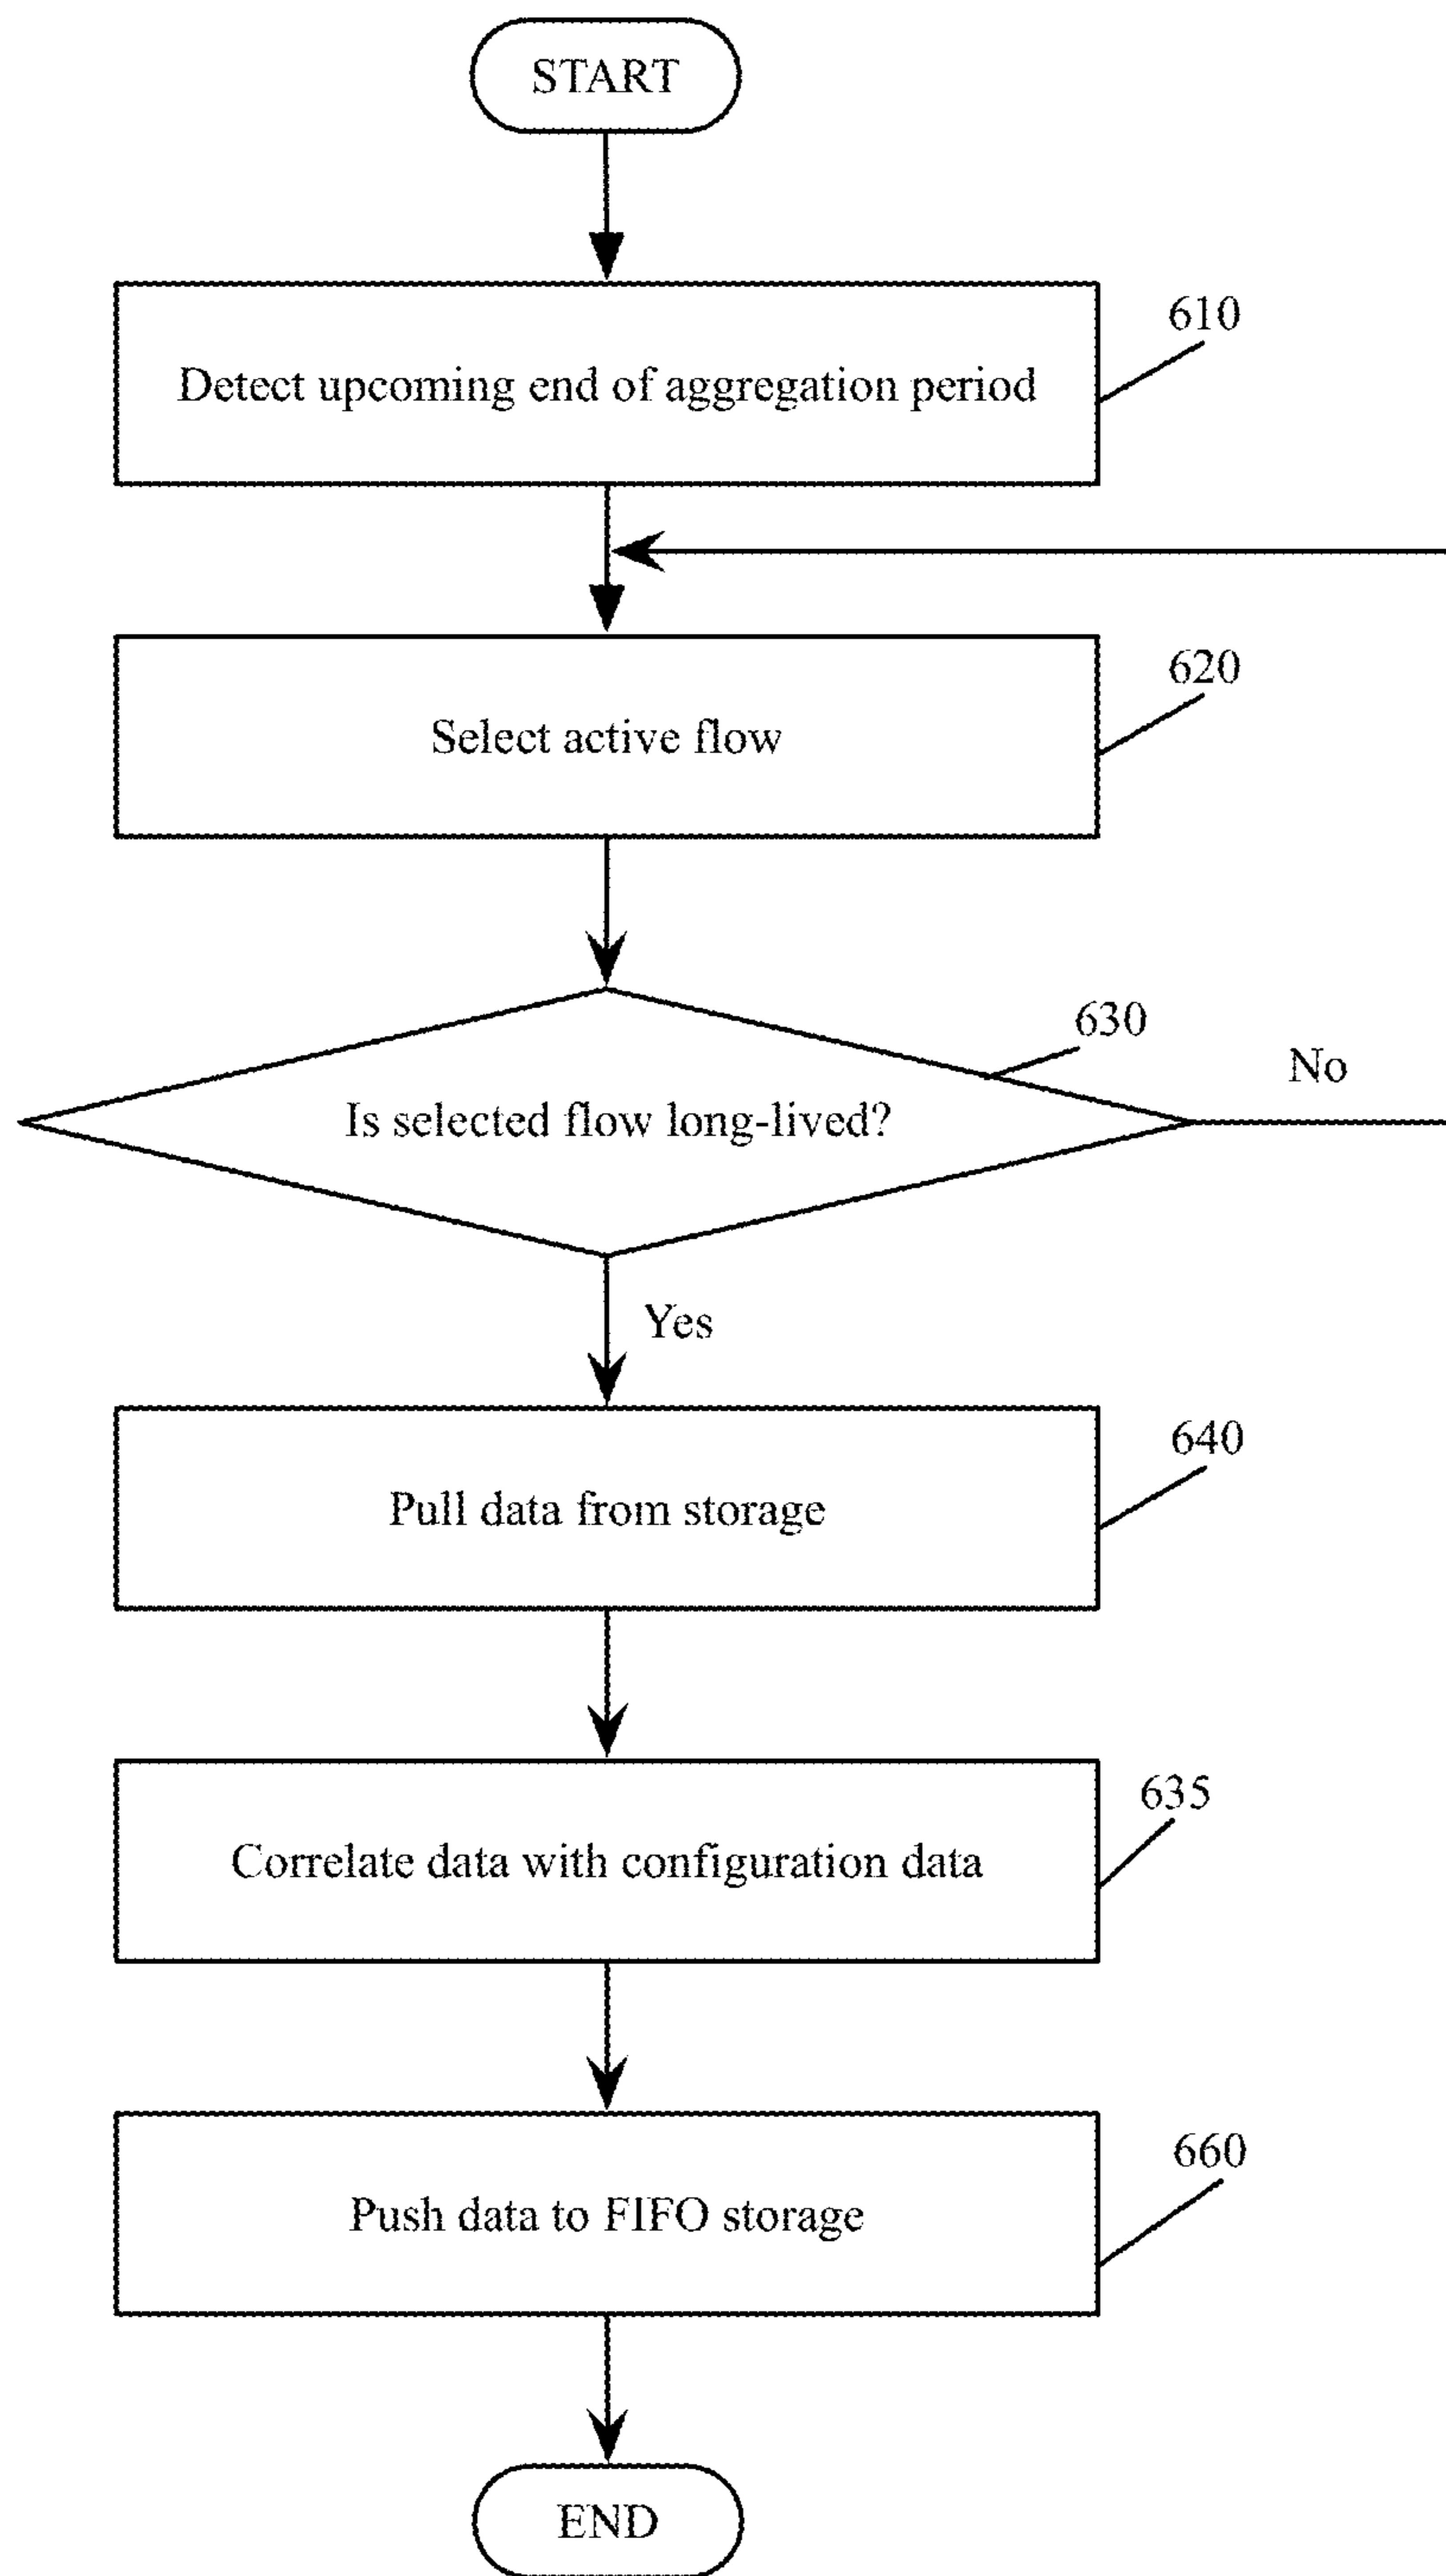 START
610
Detect upcoming end of aggregation period
620
Select active flow
630
No
Is selected flow long-lived?
Yes
640
Pull data from storage
635
Correlate data with configuration data
660
Push data to FIFO storage
END